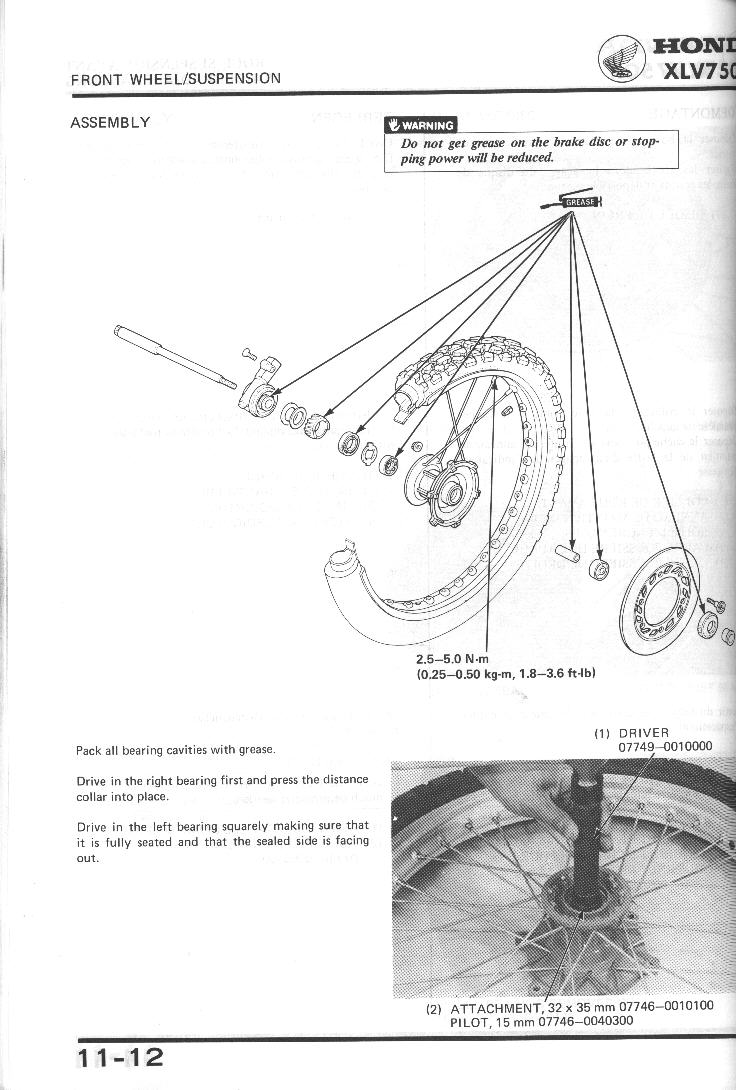 FRONT WHEEL/SUSPENSION
HOND
XLV750
ASSEMBLY
WARNING
Do not get grease on the brake disc or stop-
ping power will be reduced.
GREASE
2.5–5.0 N·m
(0.25–0.50 kg-m, 1.8–3.6 ft-lb)
Pack all bearing cavities with grease.
Drive in the right bearing first and press the distance
collar into place.
Drive in the left bearing squarely making sure that
it is fully seated and that the sealed side is facing
out.
(1) DRIVER
07749–0010000
(2) ATTACHMENT, 32 x 35 mm 07746–0010100
PILOT, 15 mm 07746–0040300
11-12